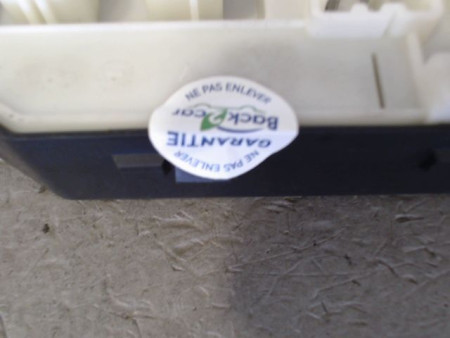 NE PAS ENLEVER
GARANTIE
Back2car
NE PAS ENLEVER